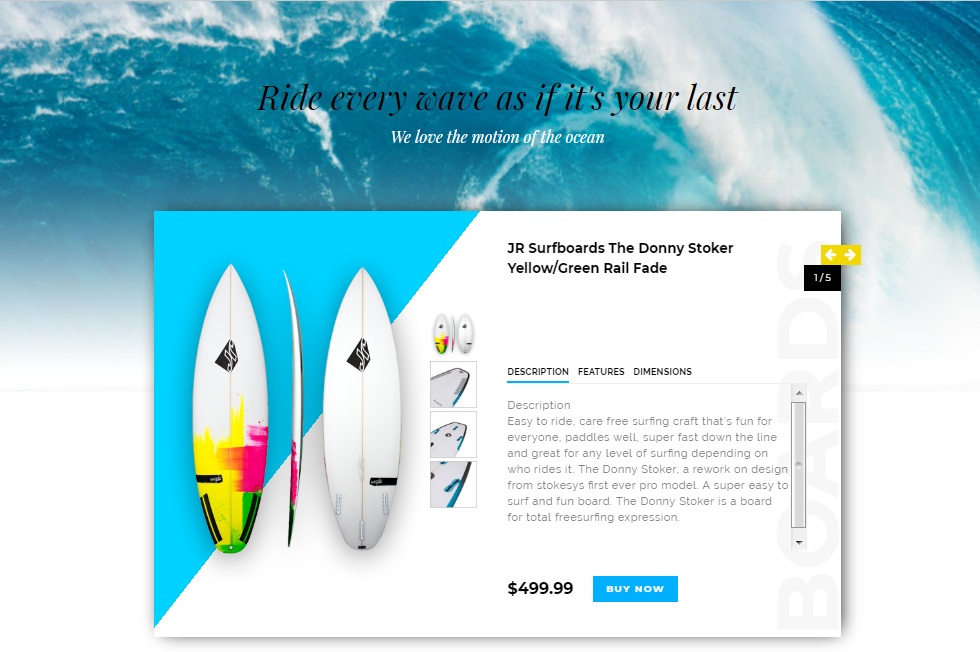 Ride every wave as if it's your last
We love the motion of the ocean
JR Surfboards The Donny Stoker
Yellow/Green Rail Fade
1/5
DESCRIPTION FEATURES DIMENSIONS
Description
Easy to ride, care free surfing craft that's fun for
everyone, paddles well, super fast down the line
and great for any level of surfing depending on
who rides it. The Donny Stoker, a rework on design
from stokesys first ever pro model. A super easy to
surf and fun board. The Donny Stoker is a board
for total freesurfing expression.
$499.99 BUY NOW
BOARDS